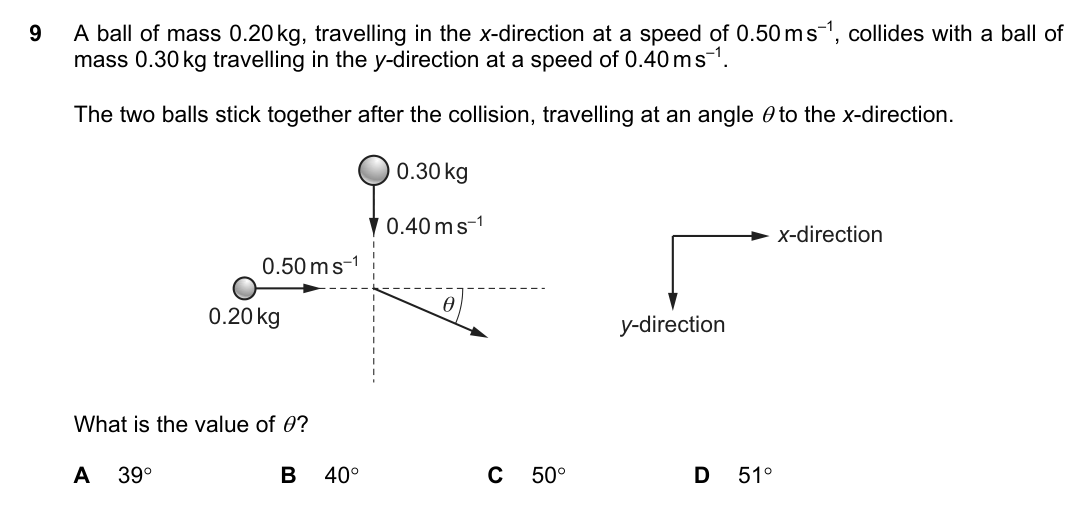 9 A ball of mass 0.20 kg, travelling in the x-direction at a speed of 0.50 m s⁻¹, collides with a ball of
mass 0.30 kg travelling in the y-direction at a speed of 0.40 m s⁻¹.
The two balls stick together after the collision, travelling at an angle θ to the x-direction.
0.30 kg
0.40 m s⁻¹
x-direction
0.50 m s⁻¹
θ
0.20 kg
y-direction
What is the value of θ?
A 39° B 40° C 50° D 51°